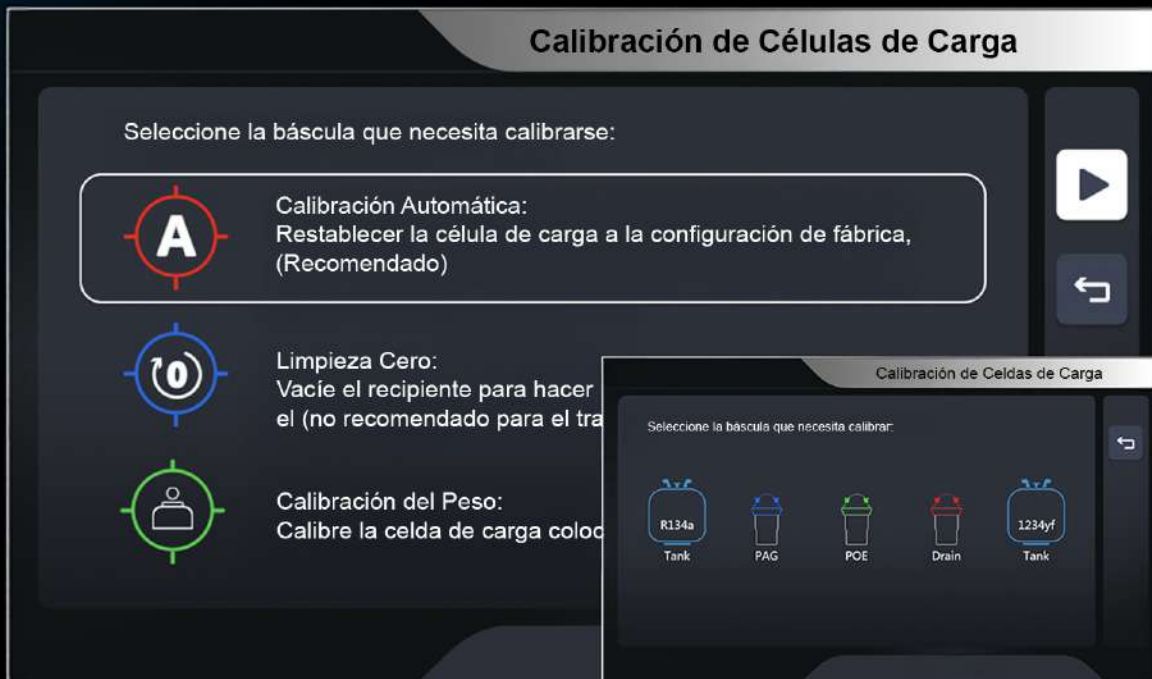 Calibración de Células de Carga
Seleccione la báscula que necesita calibrarse:
A
Calibración Automática:
Restablecer la célula de carga a la configuración de fábrica,
(Recomendado)
0
Limpieza Cero:
Vacíe el recipiente para hacer
el (no recomendado para el tra
Calibración del Peso:
Calibre la celda de carga coloc
Calibración de Celdas de Carga
Seleccione la báscula que necesita calibrar:
R134a
1234yf
Tank PAG POE Drain Tank